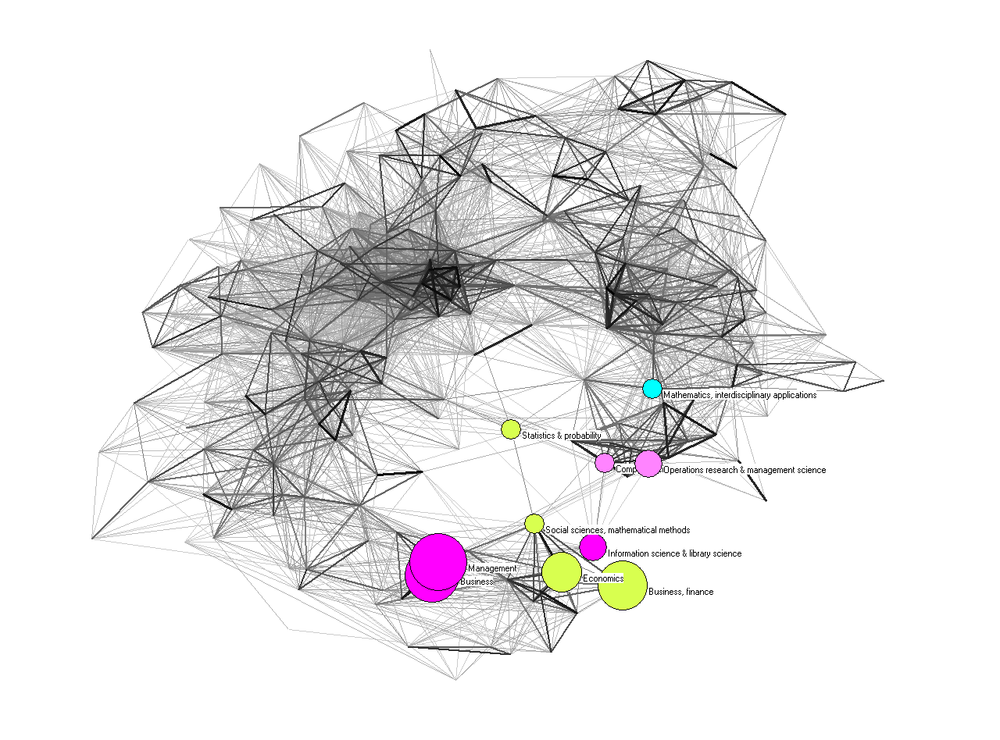 Mathematics, interdisciplinary applications
Statistics & probability
Operations research & management science
Social sciences, mathematical methods
Information science & library science
Management
Economics
Business
Business, finance